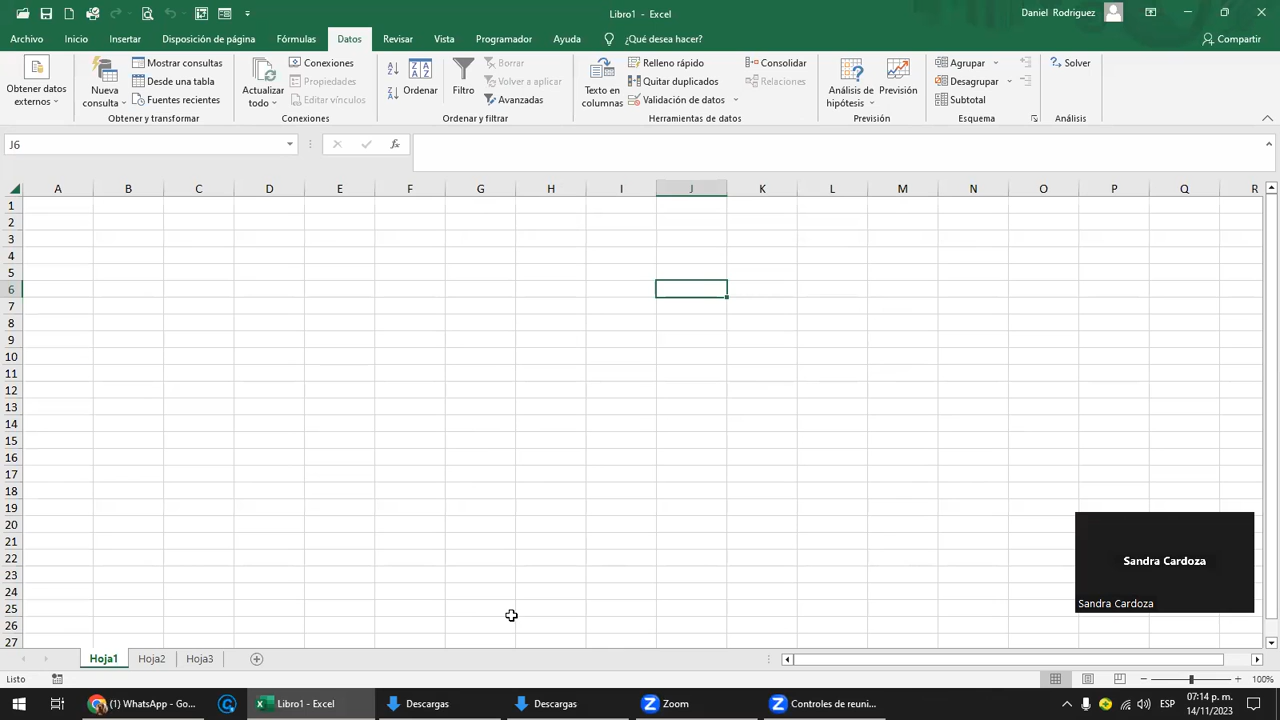 Libro1 - Excel
Daniel Rodriguez
Archivo Inicio Insertar Disposición de página Fórmulas Datos Revisar Vista Programador Ayuda ¿Qué desea hacer? Compartir
Obtener datos externos
Nueva consulta
Mostrar consultas
Desde una tabla
Fuentes recientes
Obtener y transformar
Actualizar todo
Conexiones
Propiedades
Editar vínculos
Conexiones
Ordenar
Filtro
Borrar
Volver a aplicar
Avanzadas
Ordenar y filtrar
Texto en columnas
Relleno rápido
Quitar duplicados
Validación de datos
Consolidar
Relaciones
Herramientas de datos
Análisis de hipótesis
Previsión
Previsión
Agrupar
Desagrupar
Subtotal
Esquema
Solver
Análisis
J6
fx
A B C D E F G H I J K L M N O P Q R
1
2
3
4
5
6
7
8
9
10
11
12
13
14
15
16
17
18
19
20
21
22
23
24
25
26
27
Sandra Cardoza
Sandra Cardoza
Hoja1 Hoja2 Hoja3
Listo
100%
(1) WhatsApp - Go...
Libro1 - Excel
Descargas
Descargas
Zoom
Controles de reuni...
ESP
07:14 p. m.
14/11/2023